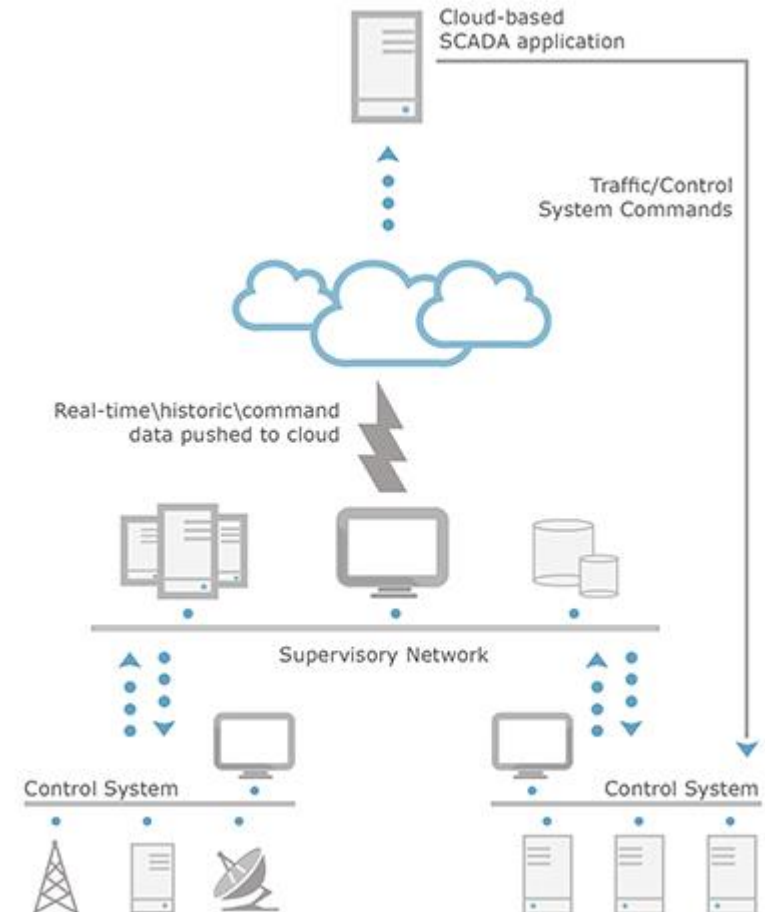 Cloud-based
SCADA application
Traffic/Control
System Commands
Real-time\historic\command
data pushed to cloud
Supervisory Network
Control System
Control System